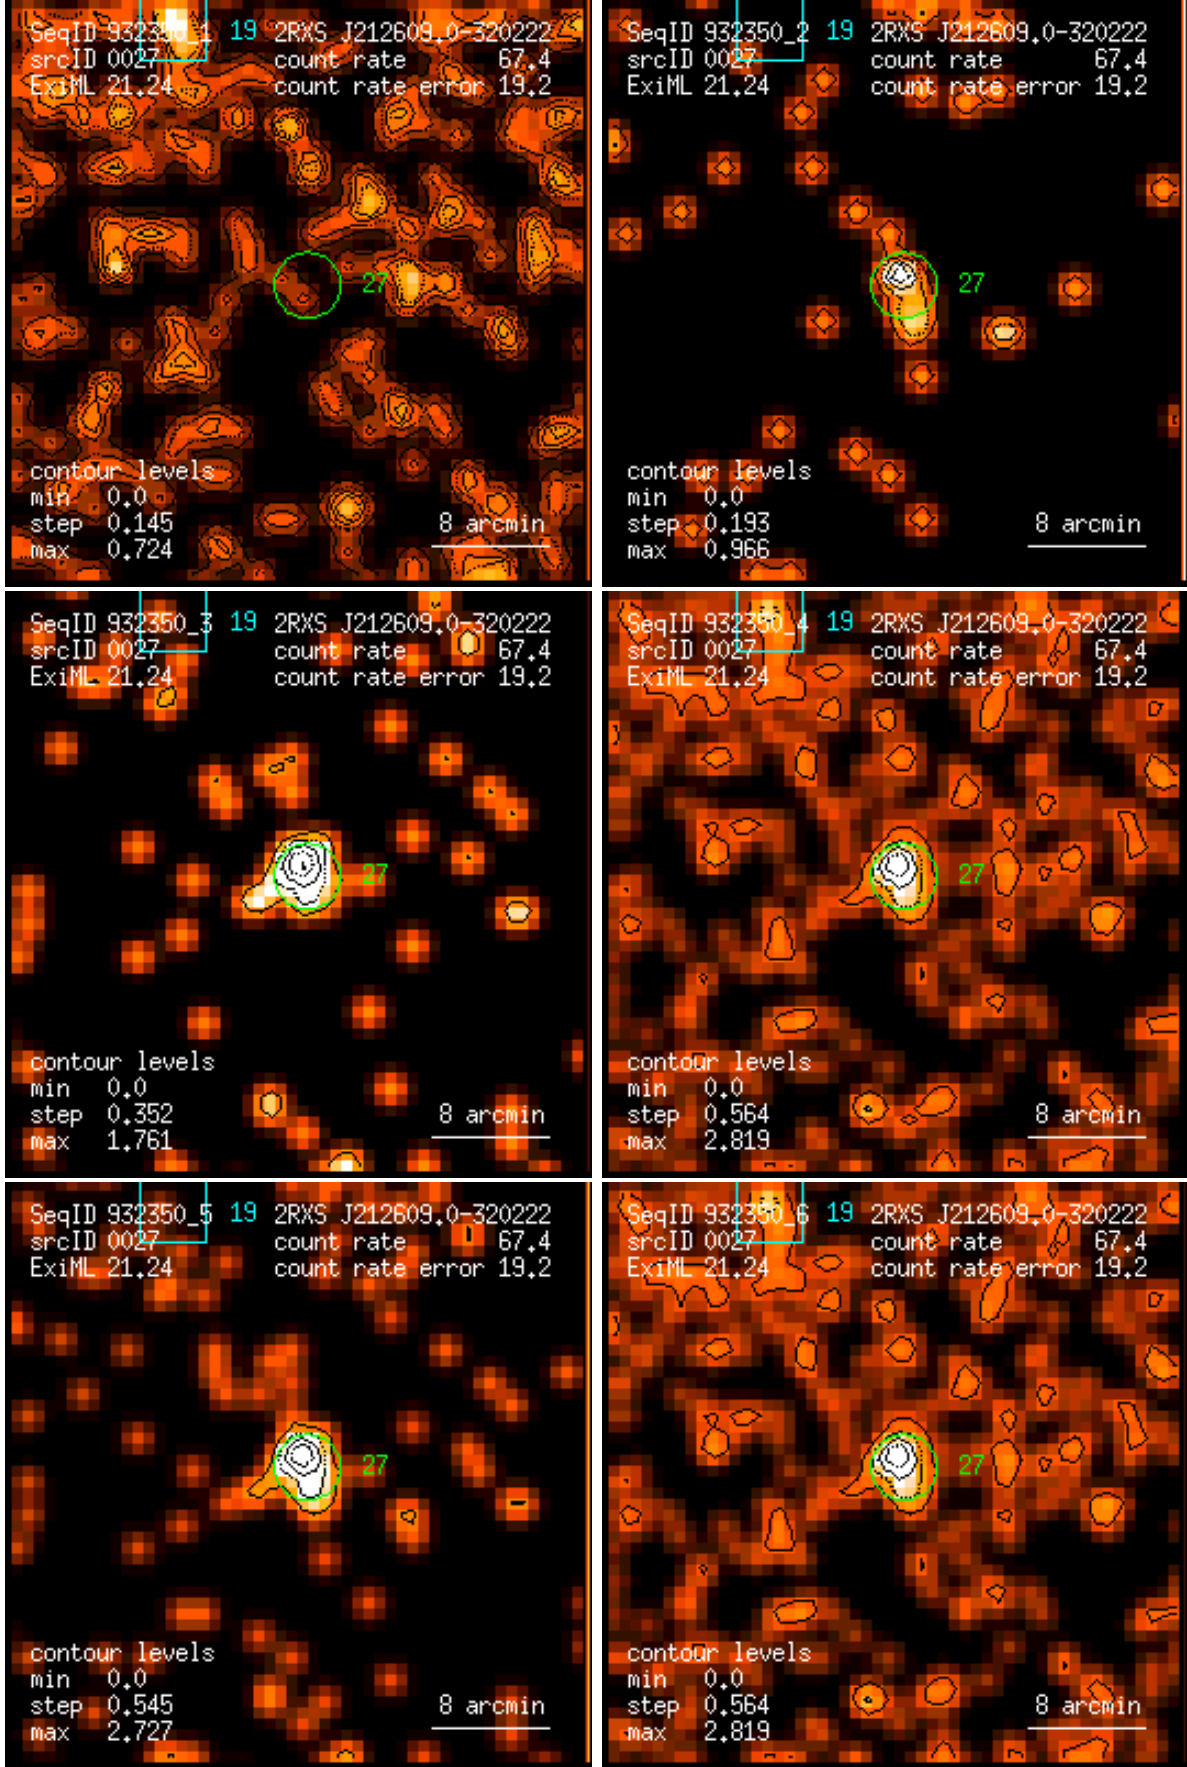 SeqID 932350_1 19 2RXS J212609.0-320222
srcID 0027 count rate 67.4
ExiML 21.24 count rate error 19.2
27
contour levels
min 0.0
step 0.145
max 0.724
8 arcmin
SeqID 932350_2 19 2RXS J212609.0-320222
srcID 0027 count rate 67.4
ExiML 21.24 count rate error 19.2
27
contour levels
min 0.0
step 0.193
max 0.966
8 arcmin
SeqID 932350_3 19 2RXS J212609.0-320222
srcID 0027 count rate 67.4
ExiML 21.24 count rate error 19.2
27
contour levels
min 0.0
step 0.352
max 1.761
8 arcmin
SeqID 932350_4 19 2RXS J212609.0-320222
srcID 0027 count rate 67.4
ExiML 21.24 count rate error 19.2
27
contour levels
min 0.0
step 0.564
max 2.819
8 arcmin
SeqID 932350_5 19 2RXS J212609.0-320222
srcID 0027 count rate 67.4
ExiML 21.24 count rate error 19.2
27
contour levels
min 0.0
step 0.545
max 2.727
8 arcmin
SeqID 932350_6 19 2RXS J212609.0-320222
srcID 0027 count rate 67.4
ExiML 21.24 count rate error 19.2
27
contour levels
min 0.0
step 0.564
max 2.819
8 arcmin